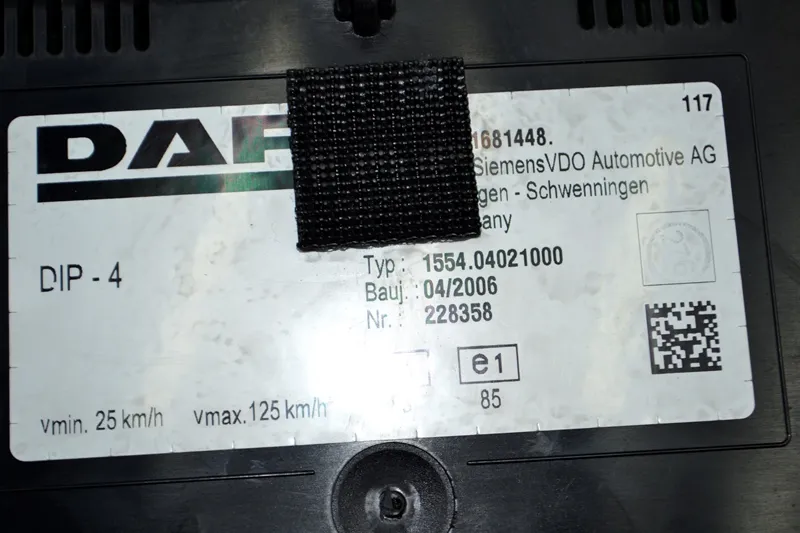 117
DAF
1681448.
SiemensVDO Automotive AG
gen - Schwenningen
any
DIP - 4
Typ : 1554.04021000
Bauj. : 04/2006
Nr. : 228358
e1
85
vmin. 25 km/h vmax. 125 km/h